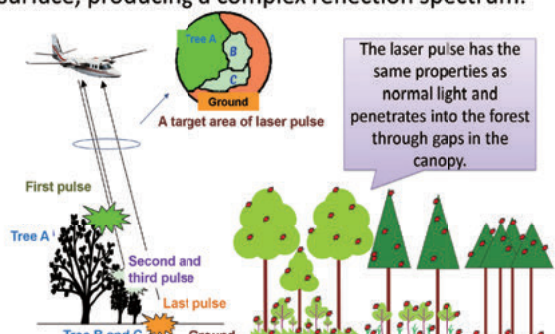 surface, producing a complex reflection spectrum.
Tree A
B
C
Ground
A target area of laser pulse
The laser pulse has the
same properties as
normal light and
penetrates into the forest
through gaps in the
canopy.
First pulse
Tree A
Second and
third pulse
Last pulse
Tree B and C
Ground